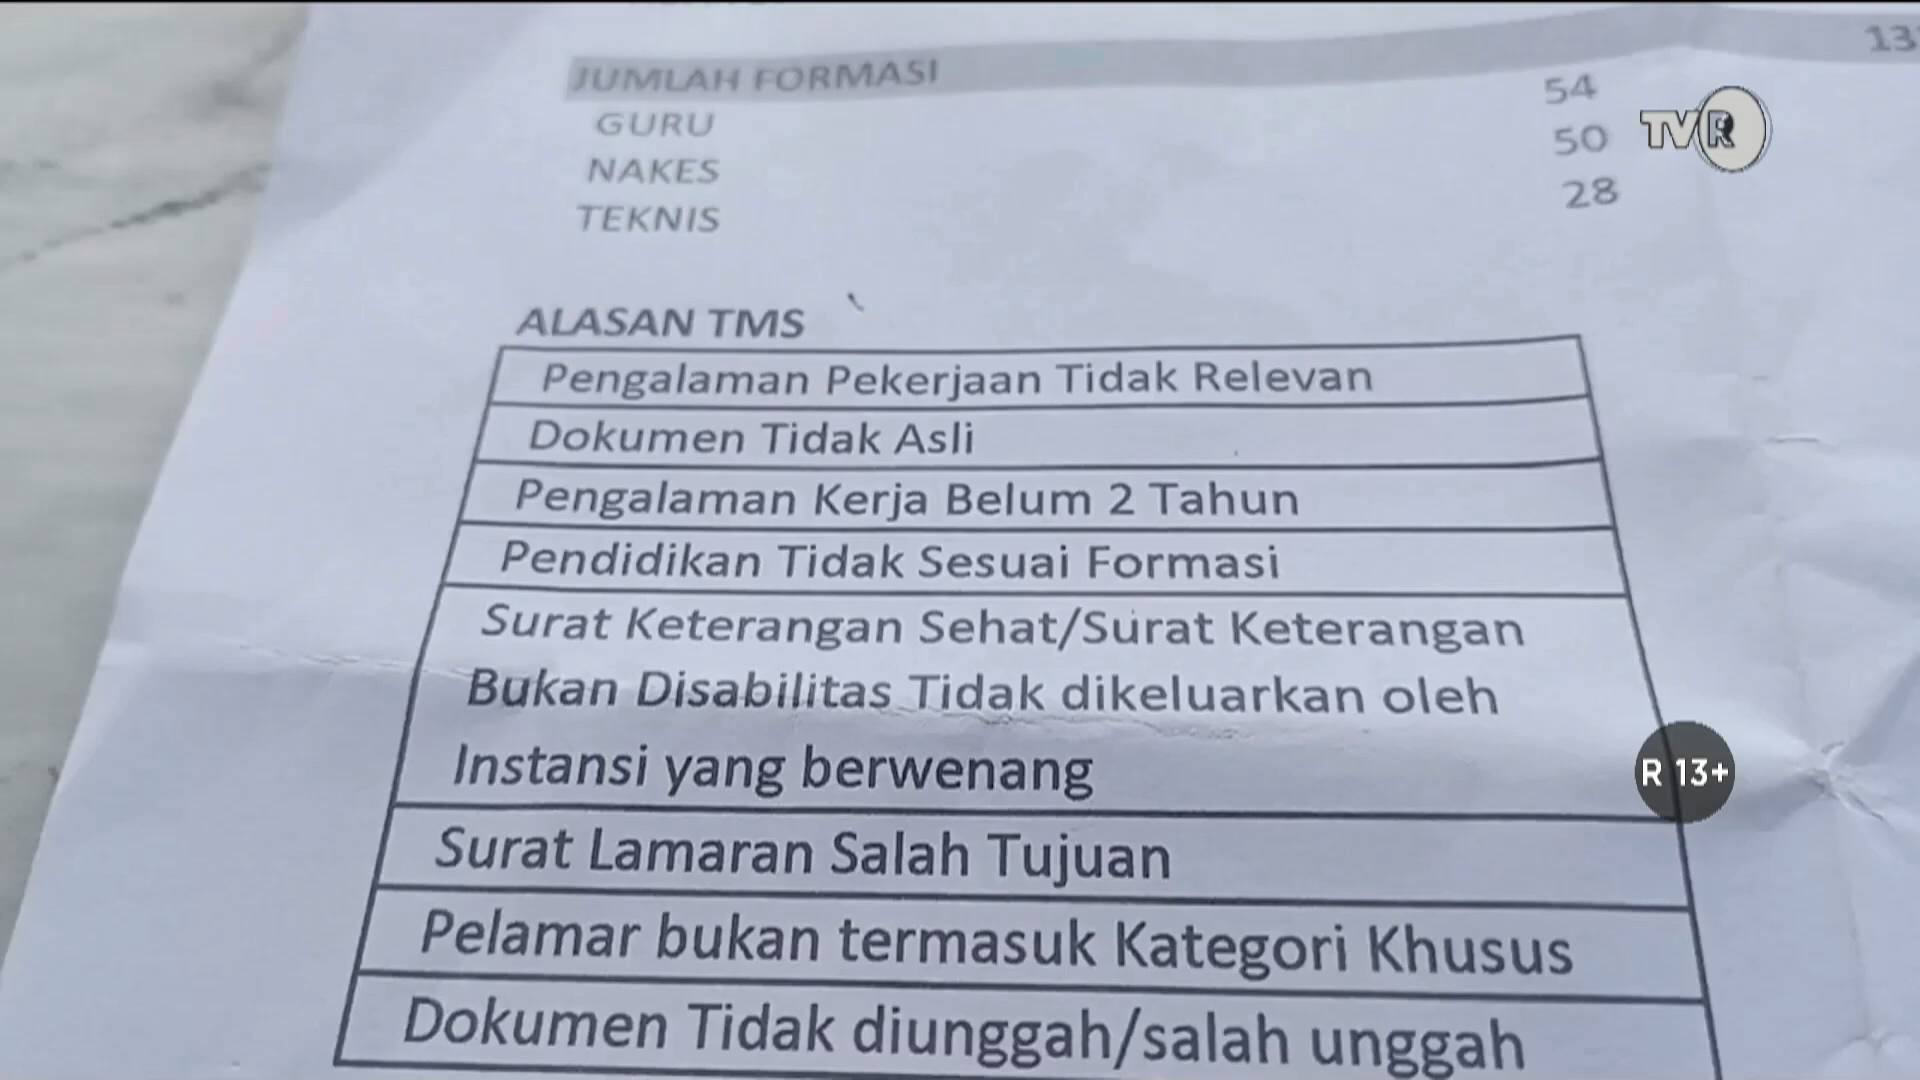 JUMLAH FORMASI
GURU 54
NAKES 50
TEKNIS 28
TVR
ALASAN TMS
Pengalaman Pekerjaan Tidak Relevan
Dokumen Tidak Asli
Pengalaman Kerja Belum 2 Tahun
Pendidikan Tidak Sesuai Formasi
Surat Keterangan Sehat/Surat Keterangan
Bukan Disabilitas Tidak dikeluarkan oleh
Instansi yang berwenang
R 13+
Surat Lamaran Salah Tujuan
Pelamar bukan termasuk Kategori Khusus
Dokumen Tidak diunggah/salah unggah